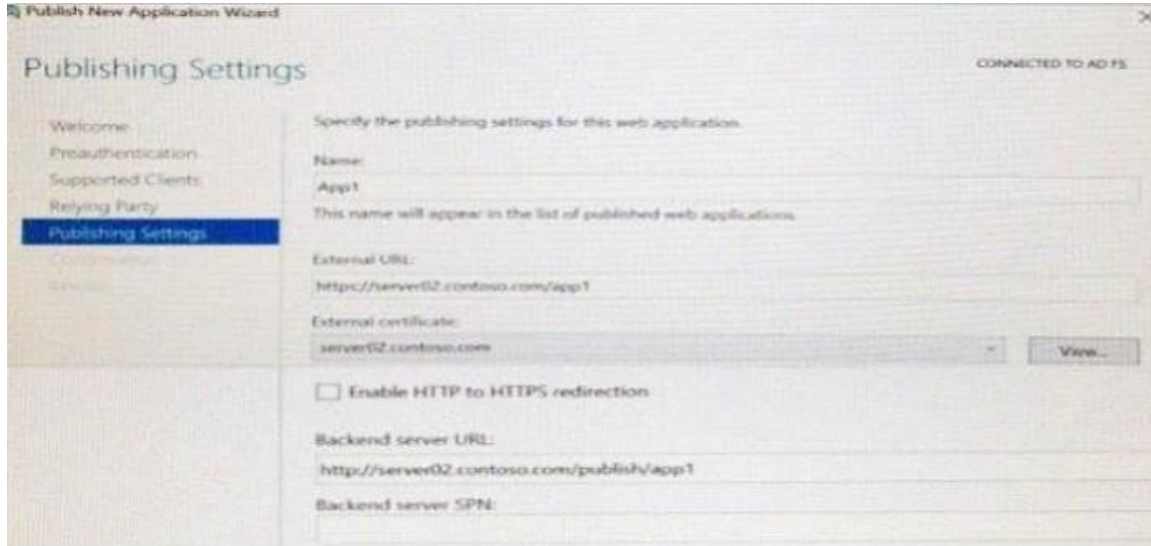 Publish New Application Wizard
Publishing Settings
CONNECTED TO AD FS
Welcome
Preauthentication
Supported Clients
Relying Party
Publishing Settings
Confirmation
Results
Specify the publishing settings for this web application.
Name:
App1
This name will appear in the list of published web applications.
External URL:
https://server02.contoso.com/app1
External certificate:
server02.contoso.com
View...
Enable HTTP to HTTPS redirection
Backend server URL:
http://server02.contoso.com/publish/app1
Backend server SPN: